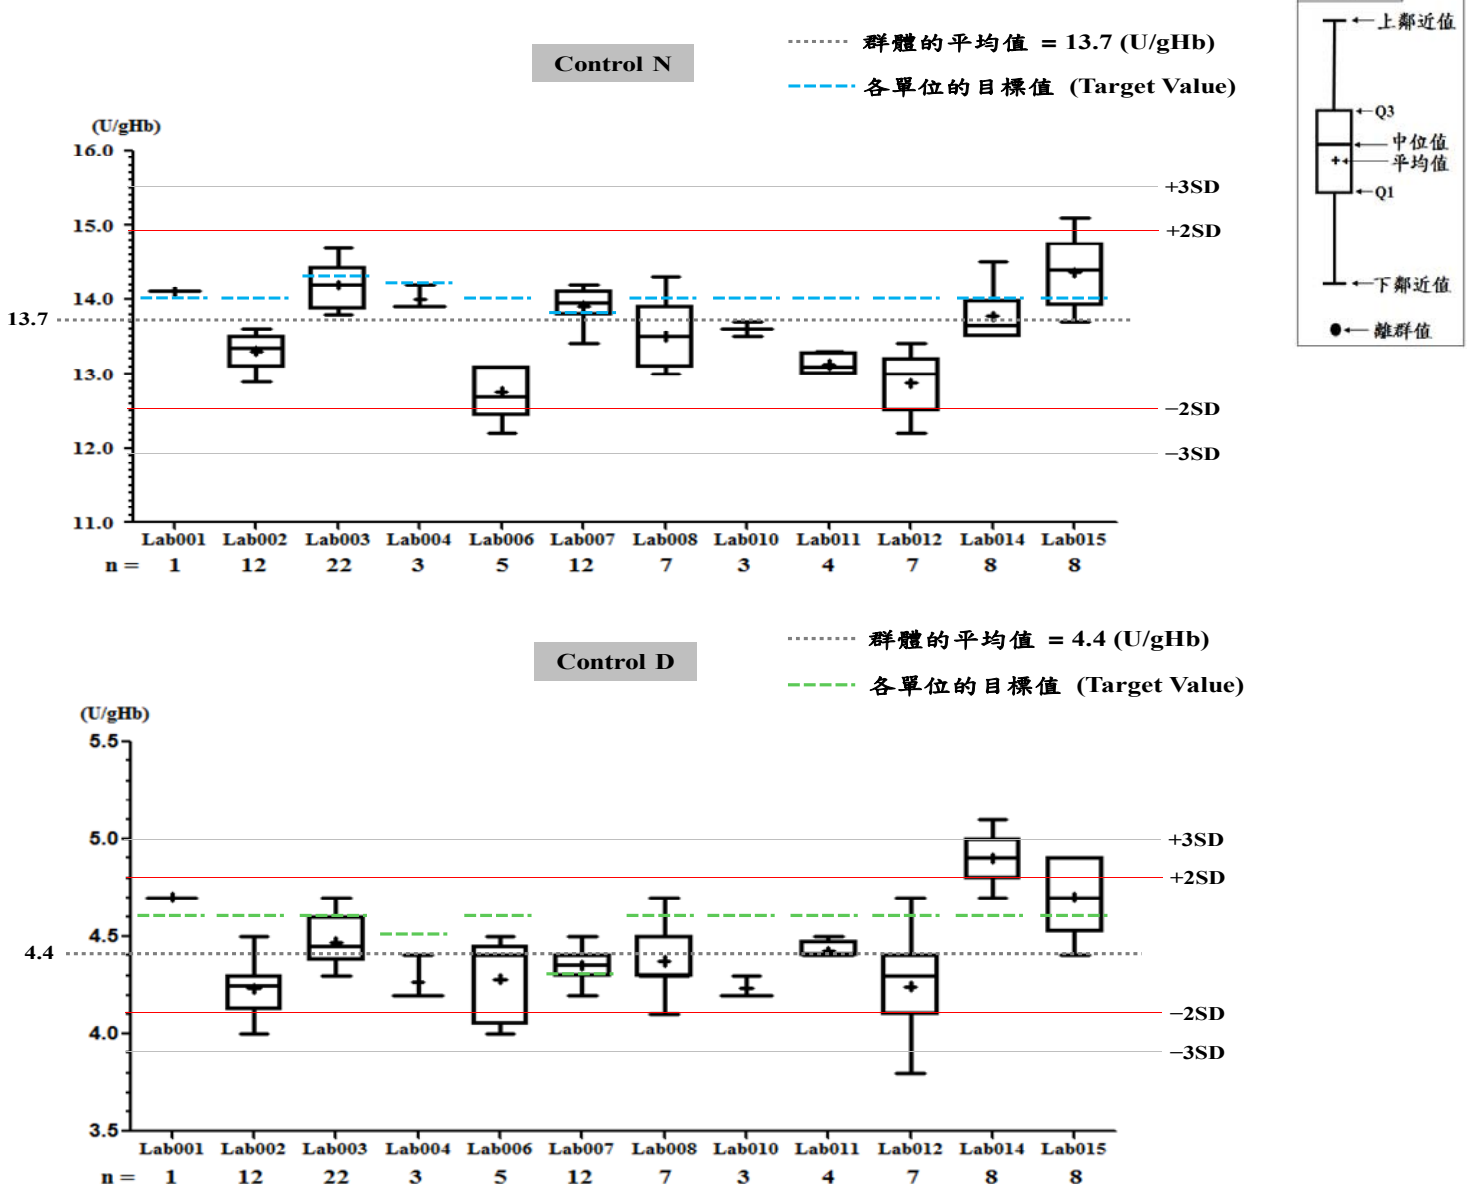 Control N
群體的平均值 = 13.7 (U/gHb)
各單位的目標值 (Target Value)
上鄰近值
Q3
中位值
平均值
Q1
下鄰近值
離群值
(U/gHb)
16.0
+3SD
15.0
+2SD
14.0
13.7
13.0
−2SD
12.0
−3SD
11.0
Lab001 Lab002 Lab003 Lab004 Lab006 Lab007 Lab008 Lab010 Lab011 Lab012 Lab014 Lab015
n = 1 12 22 3 5 12 7 3 4 7 8 8
Control D
群體的平均值 = 4.4 (U/gHb)
各單位的目標值 (Target Value)
(U/gHb)
5.5
5.0
+3SD
+2SD
4.5
4.4
−2SD
4.0
−3SD
3.5
Lab001 Lab002 Lab003 Lab004 Lab006 Lab007 Lab008 Lab010 Lab011 Lab012 Lab014 Lab015
n = 1 12 22 3 5 12 7 3 4 7 8 8